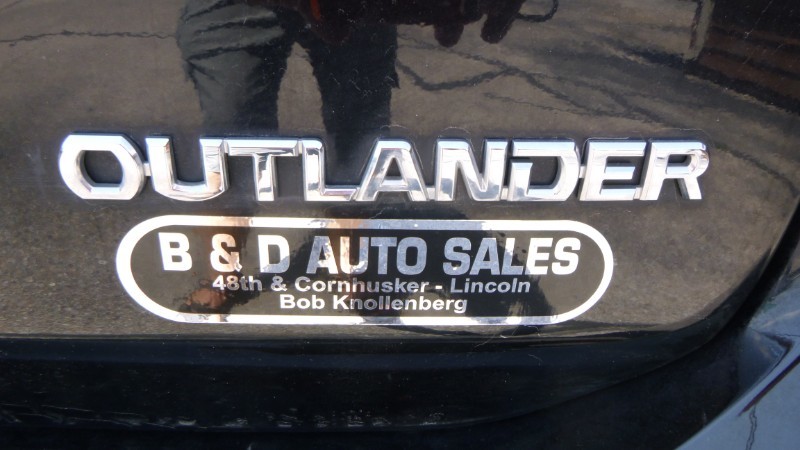 OUTLANDER
B & D AUTO SALES
48th & Cornhusker - Lincoln
Bob Knollenberg